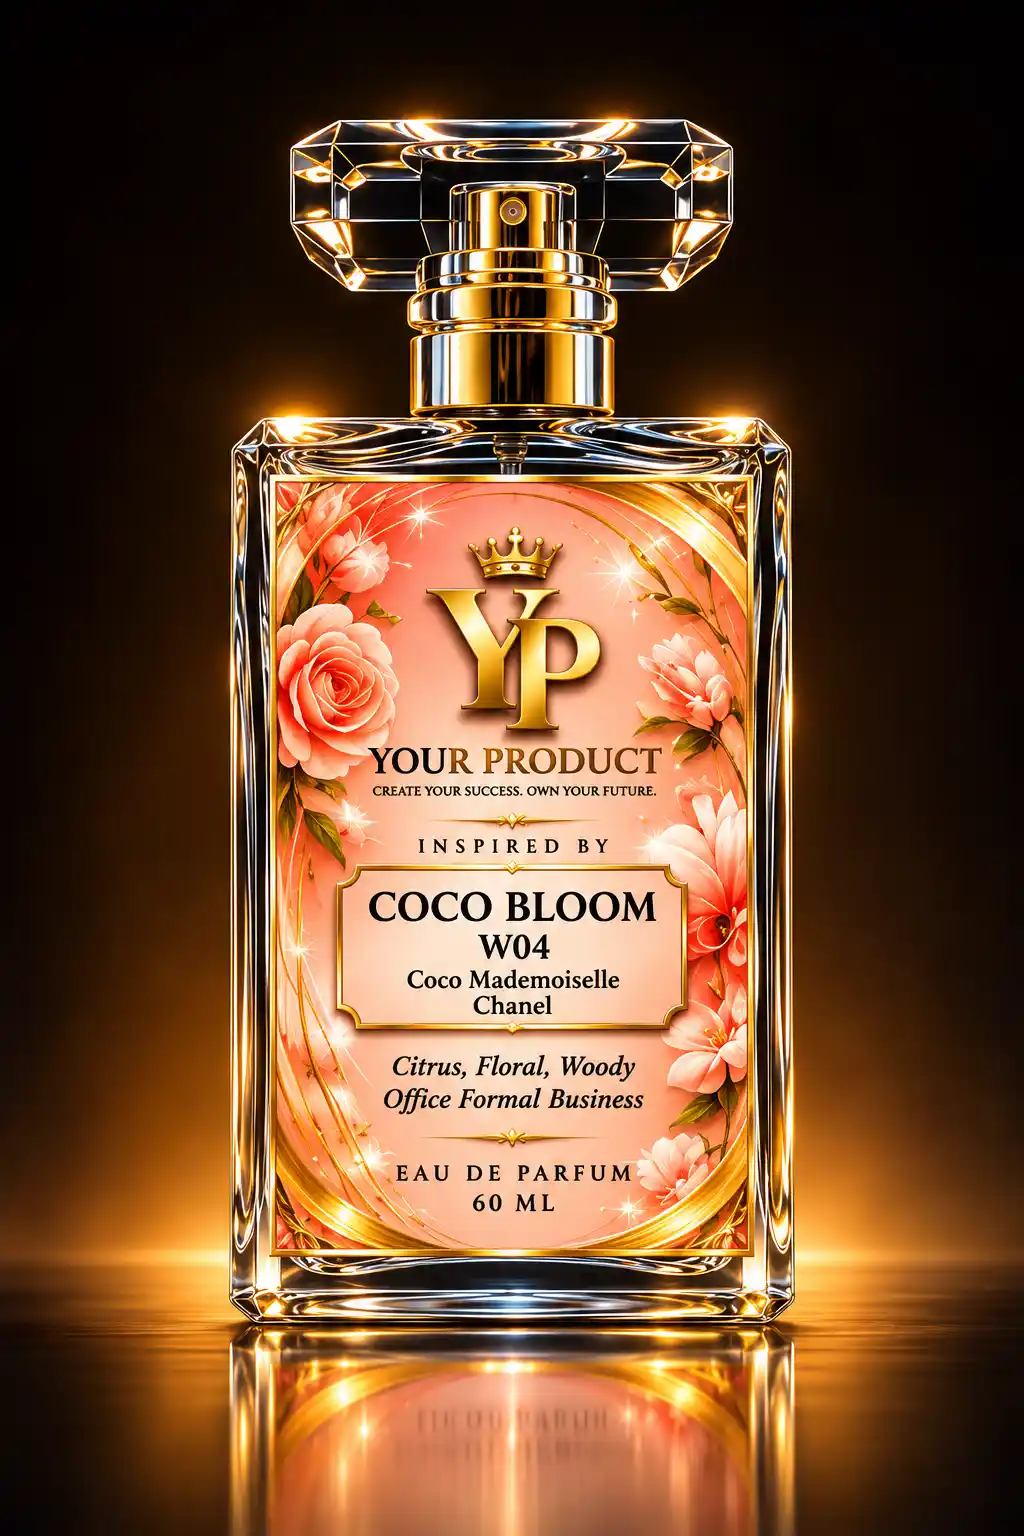 YP
YOUR PRODUCT
CREATE YOUR SUCCESS. OWN YOUR FUTURE.
INSPIRED BY
COCO BLOOM
W04
Coco Mademoiselle
Chanel
Citrus, Floral, Woody
Office Formal Business
EAU DE PARFUM
60 ML